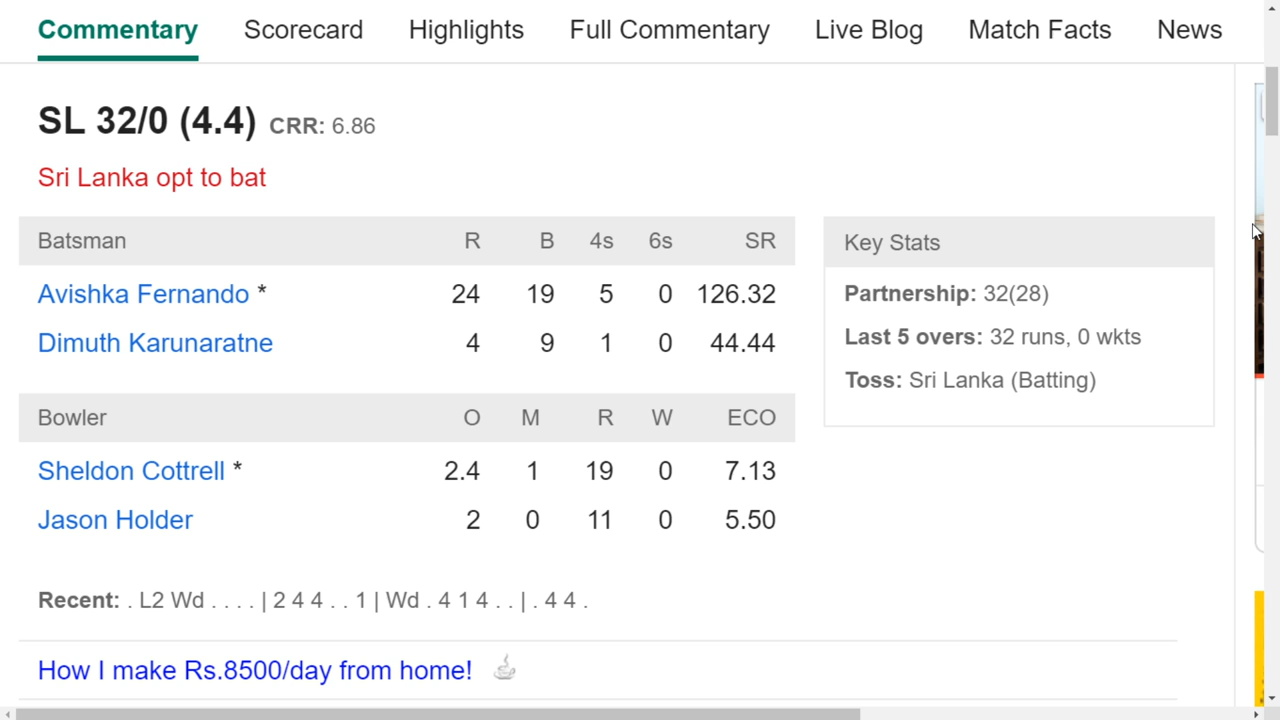 Commentary Scorecard Highlights Full Commentary Live Blog Match Facts News
SL 32/0 (4.4) CRR: 6.86
Sri Lanka opt to bat
Batsman R B 4s 6s SR
Avishka Fernando * 24 19 5 0 126.32
Dimuth Karunaratne 4 9 1 0 44.44
Bowler O M R W ECO
Sheldon Cottrell * 2.4 1 19 0 7.13
Jason Holder 2 0 11 0 5.50
Key Stats
Partnership: 32(28)
Last 5 overs: 32 runs, 0 wkts
Toss: Sri Lanka (Batting)
Recent: . L2 Wd . . . . | 2 4 4 . . 1 | Wd . 4 1 4 . . | . 4 4 .
How I make Rs.8500/day from home!